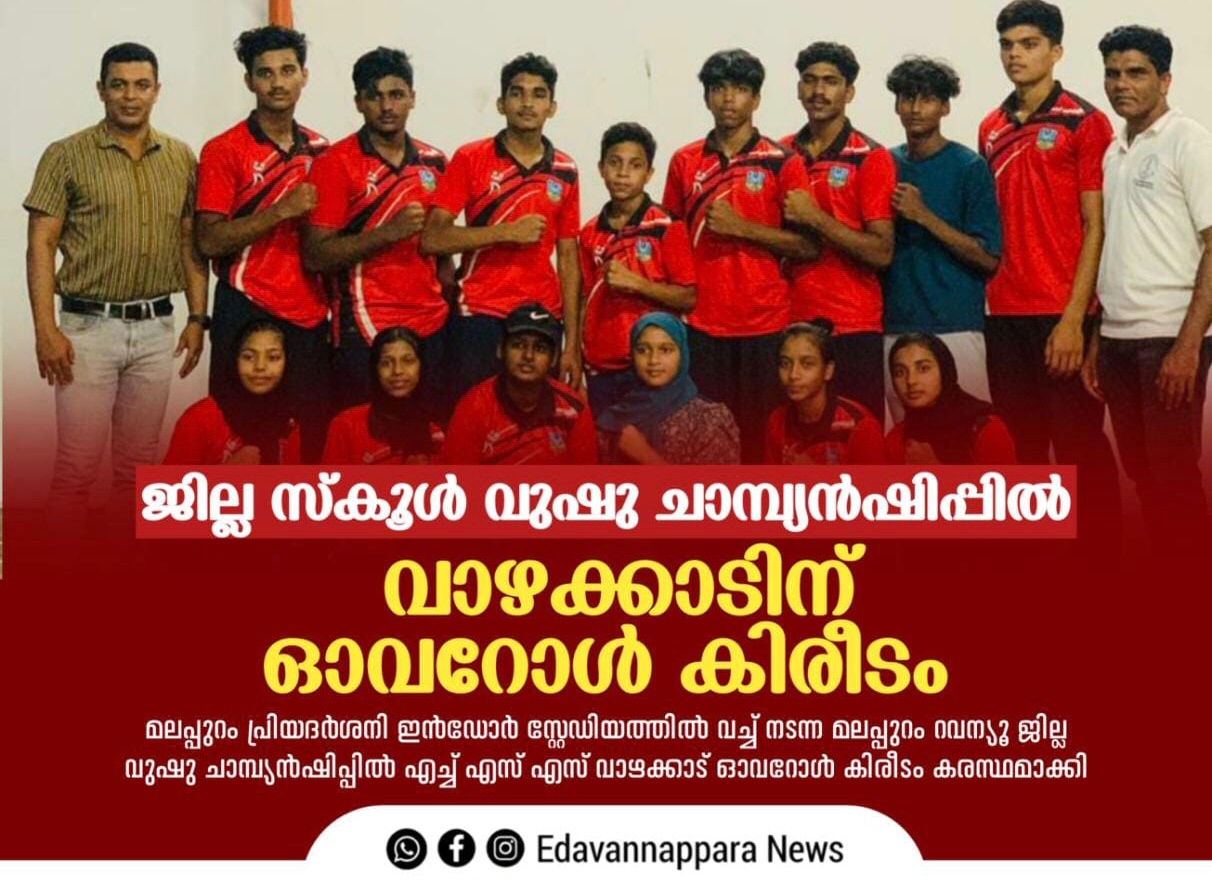 ജില്ല സ്കൂൾ വുഷു ചാമ്പ്യൻഷിപ്പിൽ
വാഴക്കാടിന്
ഓവറോൾ കിരീടം
മലപ്പുറം പ്രിയദർശനി ഇൻഡോർ സ്റ്റേഡിയത്തിൽ വച്ച് നടന്ന മലപ്പുറം റവന്യൂ ജില്ല
വുഷു ചാമ്പ്യൻഷിപ്പിൽ എച്ച് എസ് എസ് വാഴക്കാട് ഓവറോൾ കിരീടം കരസ്ഥമാക്കി
Edavannappara News